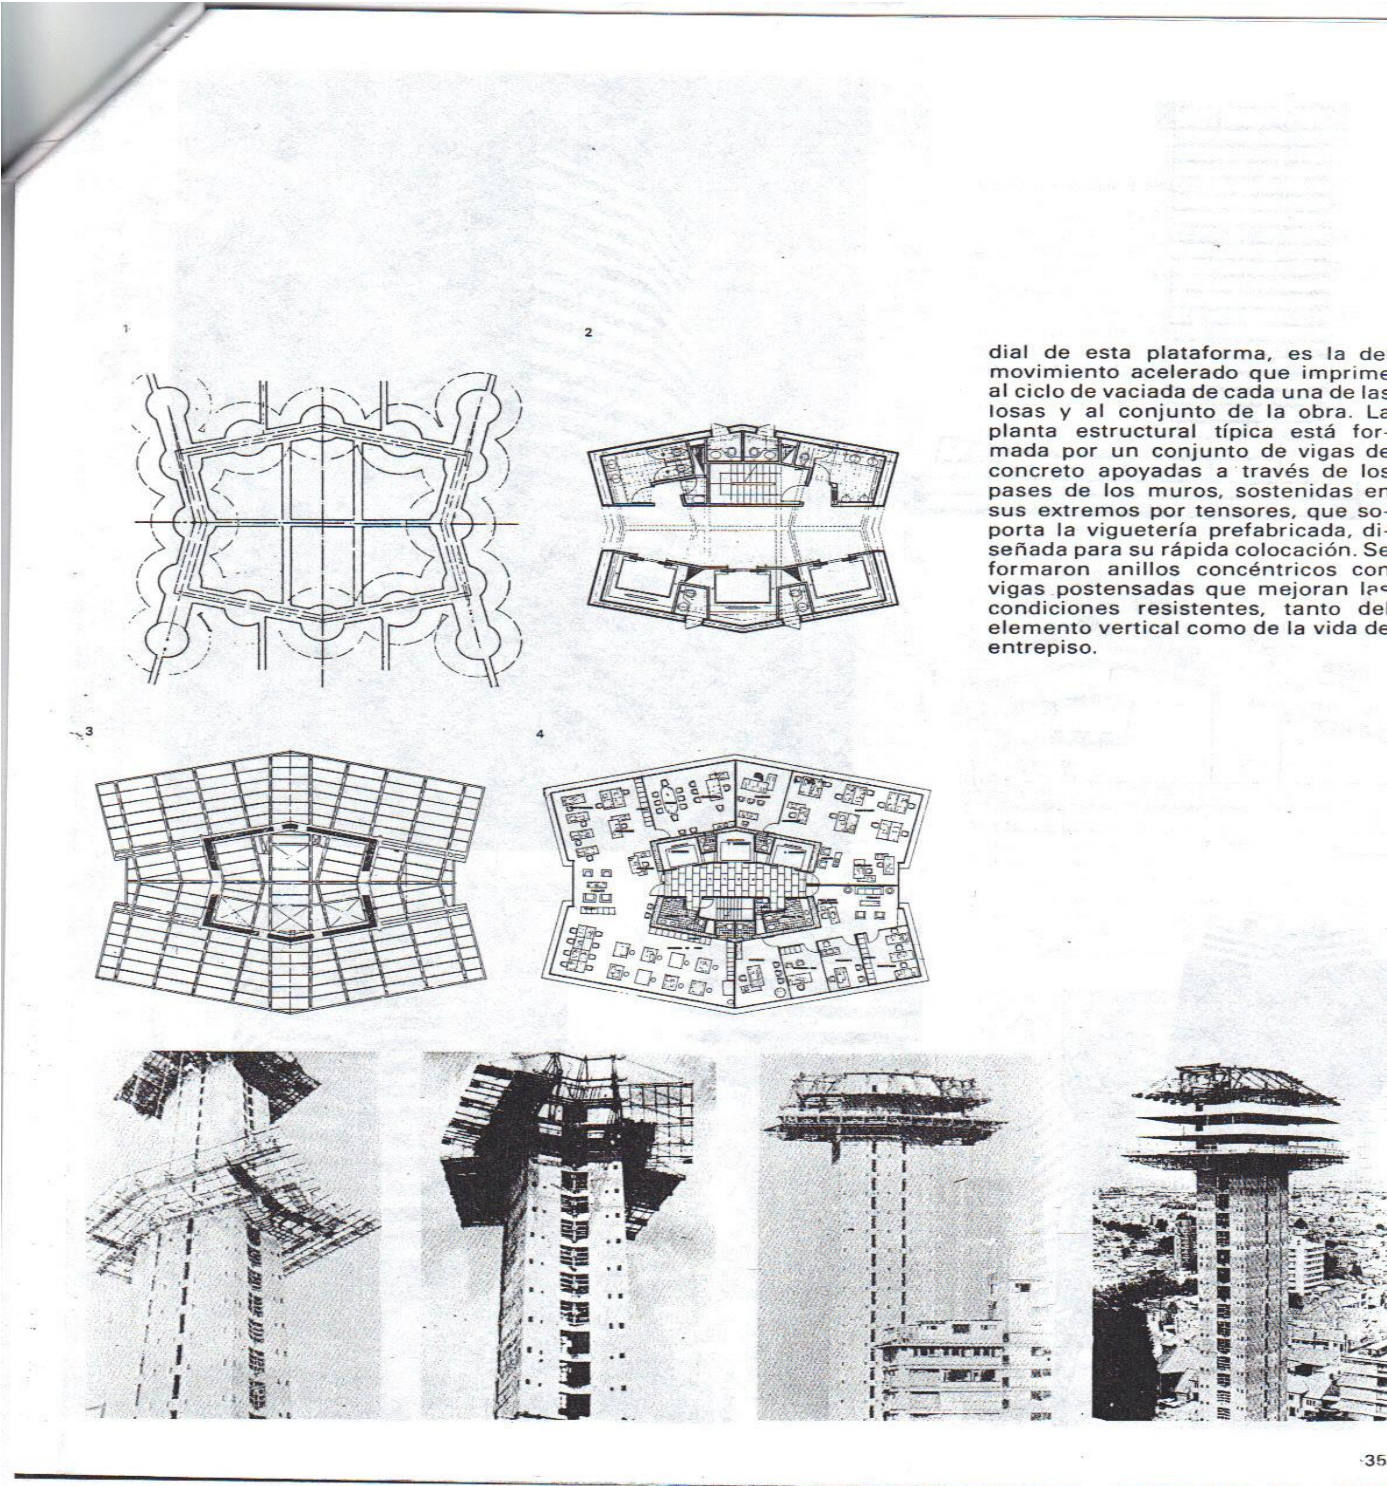 1
2
dial de esta plataforma, es la de
movimiento acelerado que imprime
al ciclo de vaciada de cada una de las
losas y al conjunto de la obra. La
planta estructural típica está for-
mada por un conjunto de vigas de
concreto apoyadas a través de los
pases de los muros, sostenidas en
sus extremos por tensores, que so-
porta la viguetería prefabricada, di-
señada para su rápida colocación. Se
formaron anillos concéntricos con
vigas postensadas que mejoran las
condiciones resistentes, tanto del
elemento vertical como de la vida de
entrepiso.
3
4
35